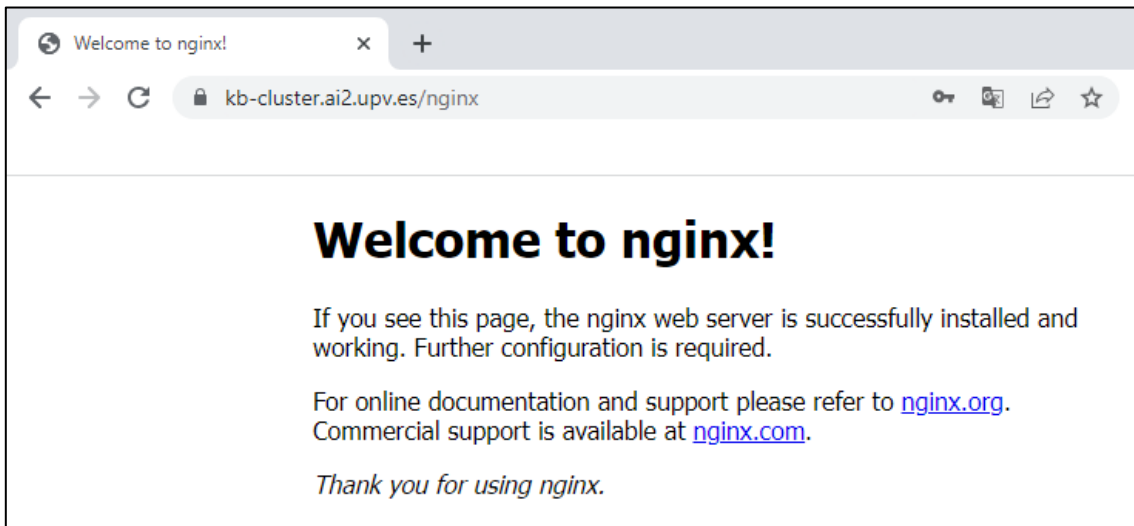 Welcome to nginx!
kb-cluster.ai2.upv.es/nginx
Welcome to nginx!
If you see this page, the nginx web server is successfully installed and
working. Further configuration is required.
For online documentation and support please refer to nginx.org.
Commercial support is available at nginx.com.
Thank you for using nginx.